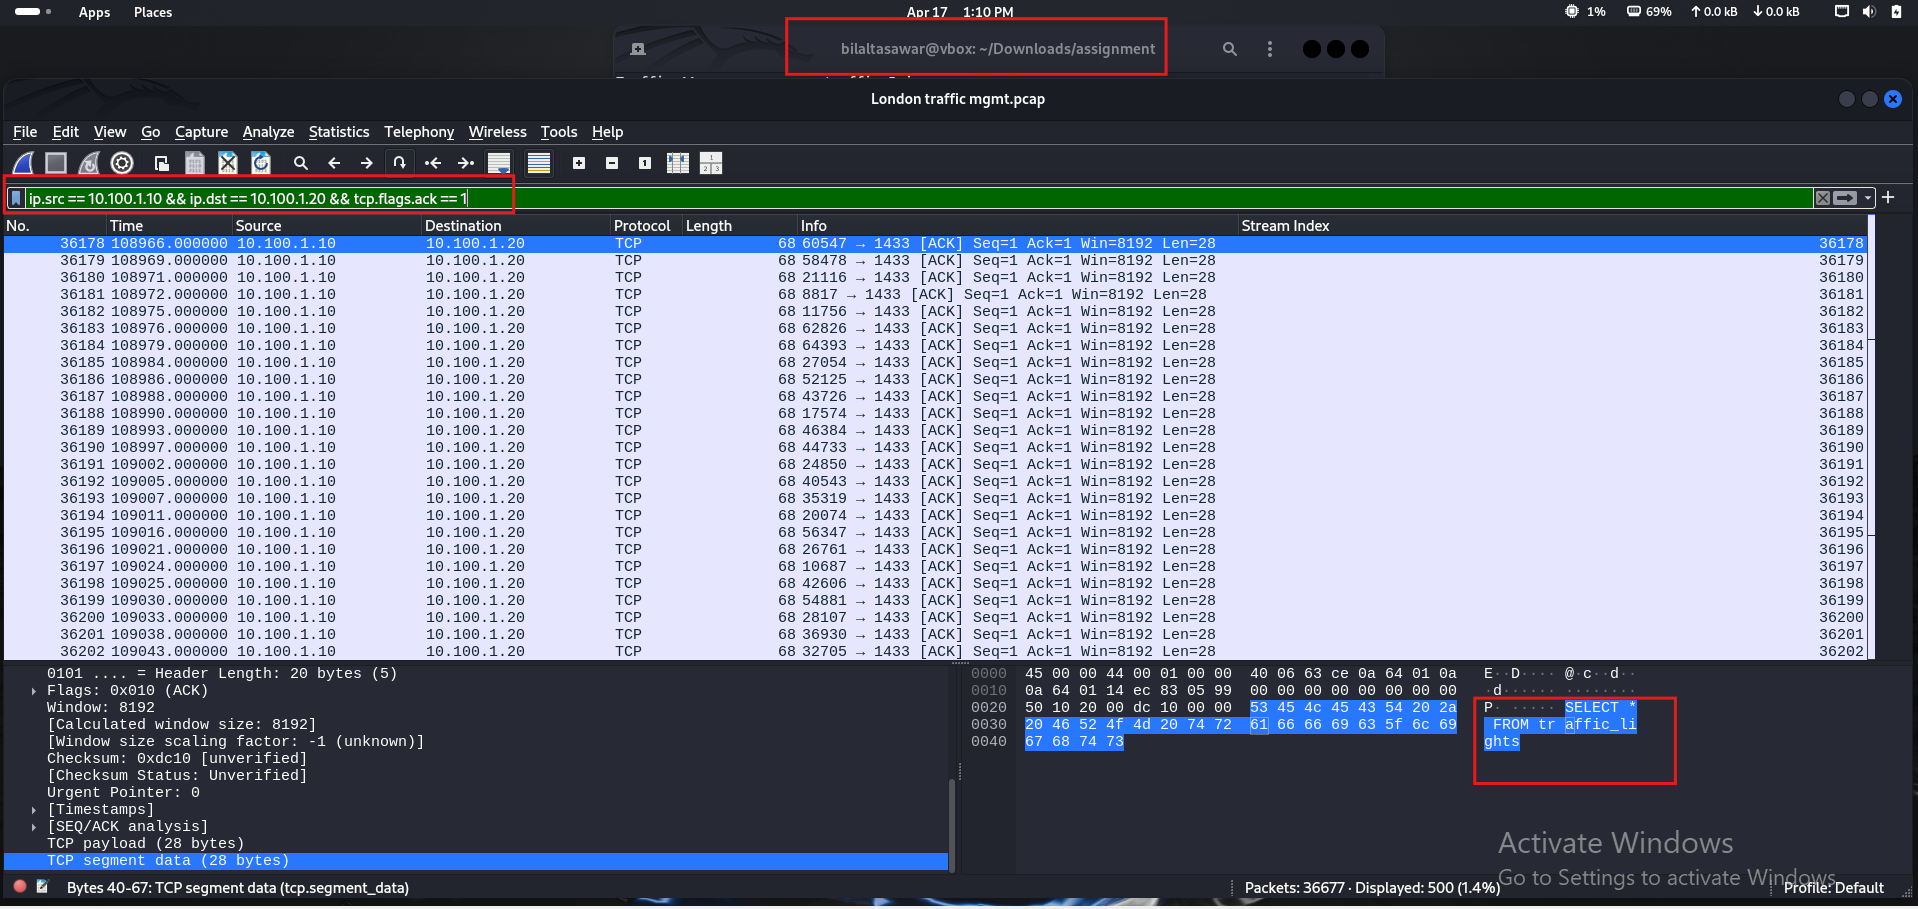 Apps Places Apr 17 1:10 PM 1% 69% ↑0.0 kB ↓0.0 kB
bilaltasawar@vbox: ~/Downloads/assignment
London traffic mgmt.pcap
File Edit View Go Capture Analyze Statistics Telephony Wireless Tools Help
ip.src == 10.100.1.10 && ip.dst == 10.100.1.20 && tcp.flags.ack == 1
No. Time Source Destination Protocol Length Info Stream Index
36178 108966.000000 10.100.1.10 10.100.1.20 TCP 68 60547 → 1433 [ACK] Seq=1 Ack=1 Win=8192 Len=28 36178
36179 108969.000000 10.100.1.10 10.100.1.20 TCP 68 58478 → 1433 [ACK] Seq=1 Ack=1 Win=8192 Len=28 36179
36180 108971.000000 10.100.1.10 10.100.1.20 TCP 68 21116 → 1433 [ACK] Seq=1 Ack=1 Win=8192 Len=28 36180
36181 108972.000000 10.100.1.10 10.100.1.20 TCP 68 8817 → 1433 [ACK] Seq=1 Ack=1 Win=8192 Len=28 36181
36182 108975.000000 10.100.1.10 10.100.1.20 TCP 68 11756 → 1433 [ACK] Seq=1 Ack=1 Win=8192 Len=28 36182
36183 108976.000000 10.100.1.10 10.100.1.20 TCP 68 62826 → 1433 [ACK] Seq=1 Ack=1 Win=8192 Len=28 36183
36184 108979.000000 10.100.1.10 10.100.1.20 TCP 68 64393 → 1433 [ACK] Seq=1 Ack=1 Win=8192 Len=28 36184
36185 108984.000000 10.100.1.10 10.100.1.20 TCP 68 27054 → 1433 [ACK] Seq=1 Ack=1 Win=8192 Len=28 36185
36186 108986.000000 10.100.1.10 10.100.1.20 TCP 68 52125 → 1433 [ACK] Seq=1 Ack=1 Win=8192 Len=28 36186
36187 108988.000000 10.100.1.10 10.100.1.20 TCP 68 43726 → 1433 [ACK] Seq=1 Ack=1 Win=8192 Len=28 36187
36188 108990.000000 10.100.1.10 10.100.1.20 TCP 68 17574 → 1433 [ACK] Seq=1 Ack=1 Win=8192 Len=28 36188
36189 108993.000000 10.100.1.10 10.100.1.20 TCP 68 46384 → 1433 [ACK] Seq=1 Ack=1 Win=8192 Len=28 36189
36190 108997.000000 10.100.1.10 10.100.1.20 TCP 68 44733 → 1433 [ACK] Seq=1 Ack=1 Win=8192 Len=28 36190
36191 109002.000000 10.100.1.10 10.100.1.20 TCP 68 24850 → 1433 [ACK] Seq=1 Ack=1 Win=8192 Len=28 36191
36192 109005.000000 10.100.1.10 10.100.1.20 TCP 68 40543 → 1433 [ACK] Seq=1 Ack=1 Win=8192 Len=28 36192
36193 109007.000000 10.100.1.10 10.100.1.20 TCP 68 35319 → 1433 [ACK] Seq=1 Ack=1 Win=8192 Len=28 36193
36194 109011.000000 10.100.1.10 10.100.1.20 TCP 68 20074 → 1433 [ACK] Seq=1 Ack=1 Win=8192 Len=28 36194
36195 109016.000000 10.100.1.10 10.100.1.20 TCP 68 56347 → 1433 [ACK] Seq=1 Ack=1 Win=8192 Len=28 36195
36196 109021.000000 10.100.1.10 10.100.1.20 TCP 68 26761 → 1433 [ACK] Seq=1 Ack=1 Win=8192 Len=28 36196
36197 109024.000000 10.100.1.10 10.100.1.20 TCP 68 10687 → 1433 [ACK] Seq=1 Ack=1 Win=8192 Len=28 36197
36198 109025.000000 10.100.1.10 10.100.1.20 TCP 68 42606 → 1433 [ACK] Seq=1 Ack=1 Win=8192 Len=28 36198
36199 109030.000000 10.100.1.10 10.100.1.20 TCP 68 54881 → 1433 [ACK] Seq=1 Ack=1 Win=8192 Len=28 36199
36200 109033.000000 10.100.1.10 10.100.1.20 TCP 68 28107 → 1433 [ACK] Seq=1 Ack=1 Win=8192 Len=28 36200
36201 109038.000000 10.100.1.10 10.100.1.20 TCP 68 36930 → 1433 [ACK] Seq=1 Ack=1 Win=8192 Len=28 36201
36202 109043.000000 10.100.1.10 10.100.1.20 TCP 68 32705 → 1433 [ACK] Seq=1 Ack=1 Win=8192 Len=28 36202
0101 .... = Header Length: 20 bytes (5)
Flags: 0x010 (ACK)
Window: 8192
[Calculated window size: 8192]
[Window size scaling factor: -1 (unknown)]
Checksum: 0xdc10 [unverified]
[Checksum Status: Unverified]
Urgent Pointer: 0
[Timestamps]
[SEQ/ACK analysis]
TCP payload (28 bytes)
TCP segment data (28 bytes)
0000 45 00 00 44 00 01 00 00 40 06 63 ce 0a 64 01 0a E··D···· @·c··d··
0010 0a 64 01 14 ec 83 05 99 00 00 00 00 00 00 00 00 ·d······ ········
0020 50 10 20 00 dc 10 00 00 53 45 4c 45 43 54 20 2a P· ····· SELECT *
0030 20 46 52 4f 4d 20 74 72 61 66 66 69 63 5f 6c 69 FROM tr affic_li
0040 67 68 74 73 ghts
Activate Windows
Go to Settings to activate Windows.
Bytes 40-67: TCP segment data (tcp.segment_data) Packets: 36677 · Displayed: 500 (1.4%) Profile: Default